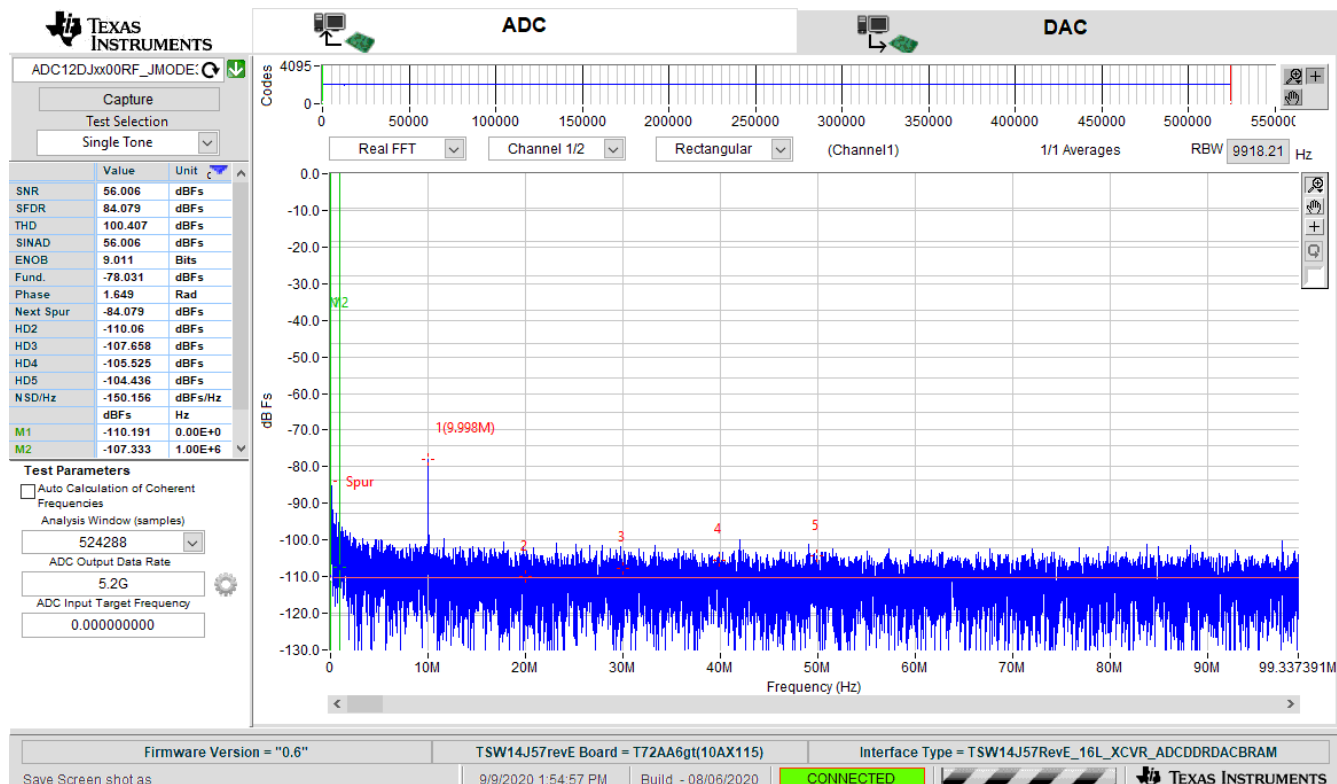 TEXAS INSTRUMENTS
ADC
DAC
ADC12DJxx00RF_JMODE:
Capture
Test Selection
Single Tone
Codes
4095
0
0 50000 100000 150000 200000 250000 300000 350000 400000 450000 500000
Real FFT
Channel 1/2
Rectangular
(Channel1)
1/1 Averages
RBW 9918.21 Hz
Value Unit
SNR 56.006 dBFs
SFDR 84.079 dBFs
THD 100.407 dBFs
SINAD 56.006 dBFs
ENOB 9.011 Bits
Fund. -78.031 dBFs
Phase 1.649 Rad
Next Spur -84.079 dBFs
HD2 -110.06 dBFs
HD3 -107.658 dBFs
HD4 -105.525 dBFs
HD5 -104.436 dBFs
NSD/Hz -150.156 dBFs/Hz
dBFs Hz
M1 -110.191 0.00E+0
M2 -107.333 1.00E+6
Test Parameters
Auto Calculation of Coherent
Frequencies
Analysis Window (samples)
524288
ADC Output Data Rate
5.2G
ADC Input Target Frequency
0.000000000
dB Fs
0.0
-10.0
-20.0
-30.0
-40.0
-50.0
-60.0
-70.0
-80.0
-90.0
-100.0
-110.0
-120.0
-130.0
M2
1(9.998M)
Spur
2
3
4
5
0 10M 20M 30M 40M 50M 60M 70M 80M 90M 99.337391M
Frequency (Hz)
Firmware Version = "0.6"
TSW14J57revE Board = T72AA6gt(10AX115)
Interface Type = TSW14J57RevE_16L_XCVR_ADCDDRDACBRAM
Save Screen shot as
9/9/2020 1:54:57 PM
Build - 08/06/2020
CONNECTED
TEXAS INSTRUMENTS